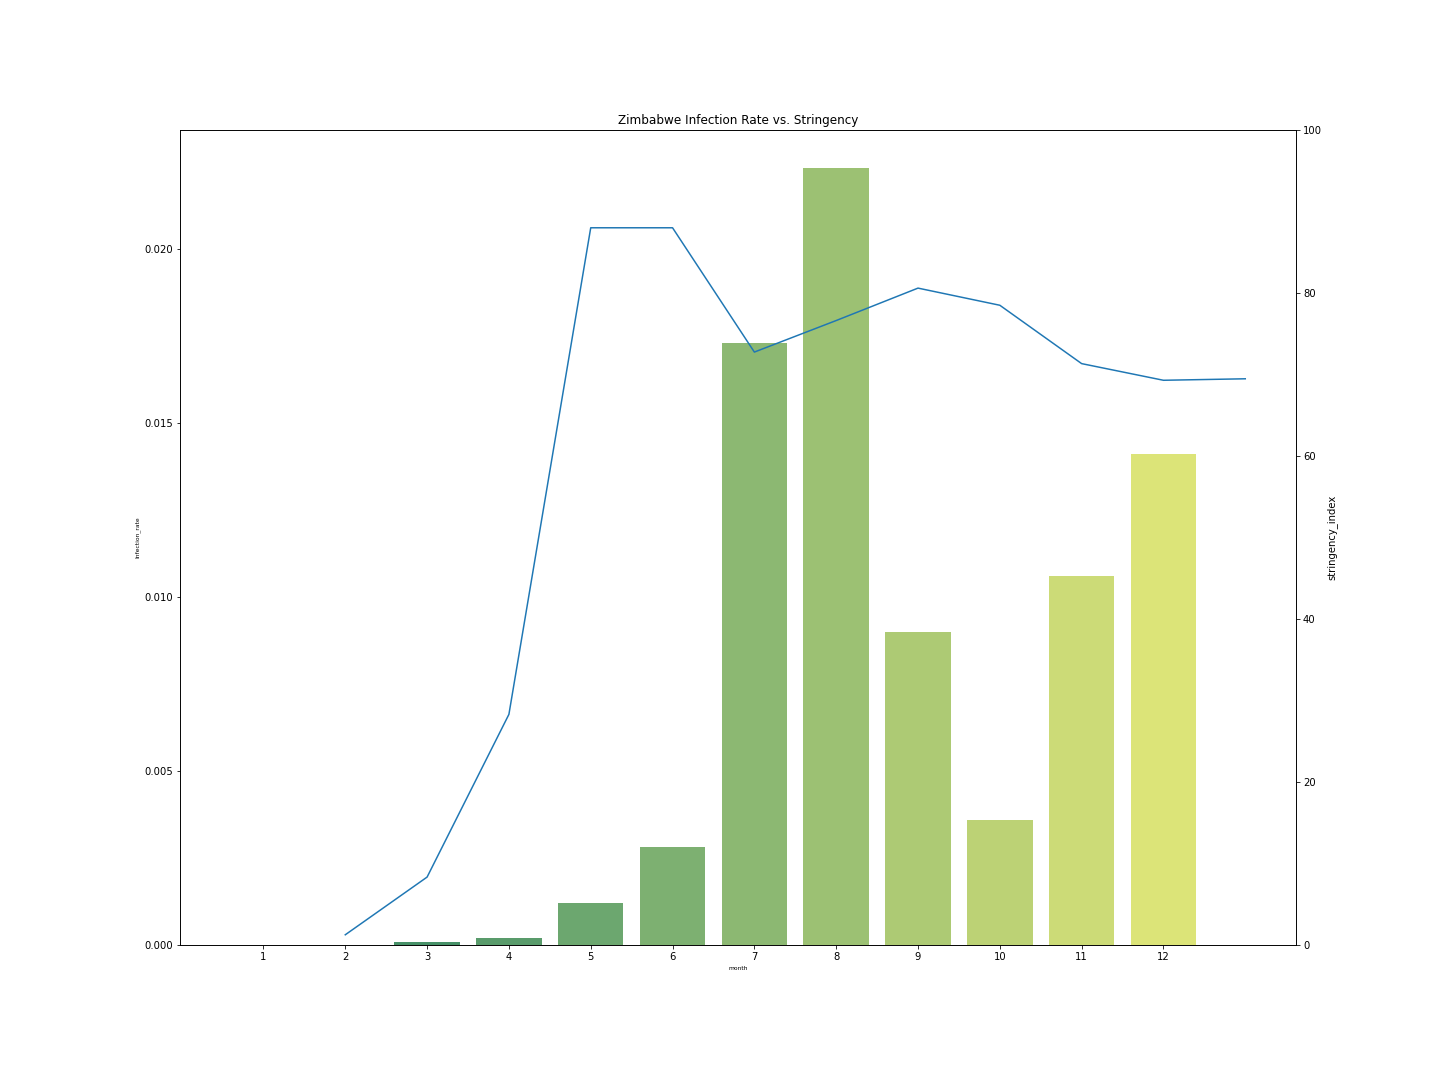 Zimbabwe Infection Rate vs. Stringency
100
0.020
80
0.015
60
Infection_rate
stringency_index
0.010
40
0.005
20
0.000
0
1 2 3 4 5 6 7 8 9 10 11 12
month